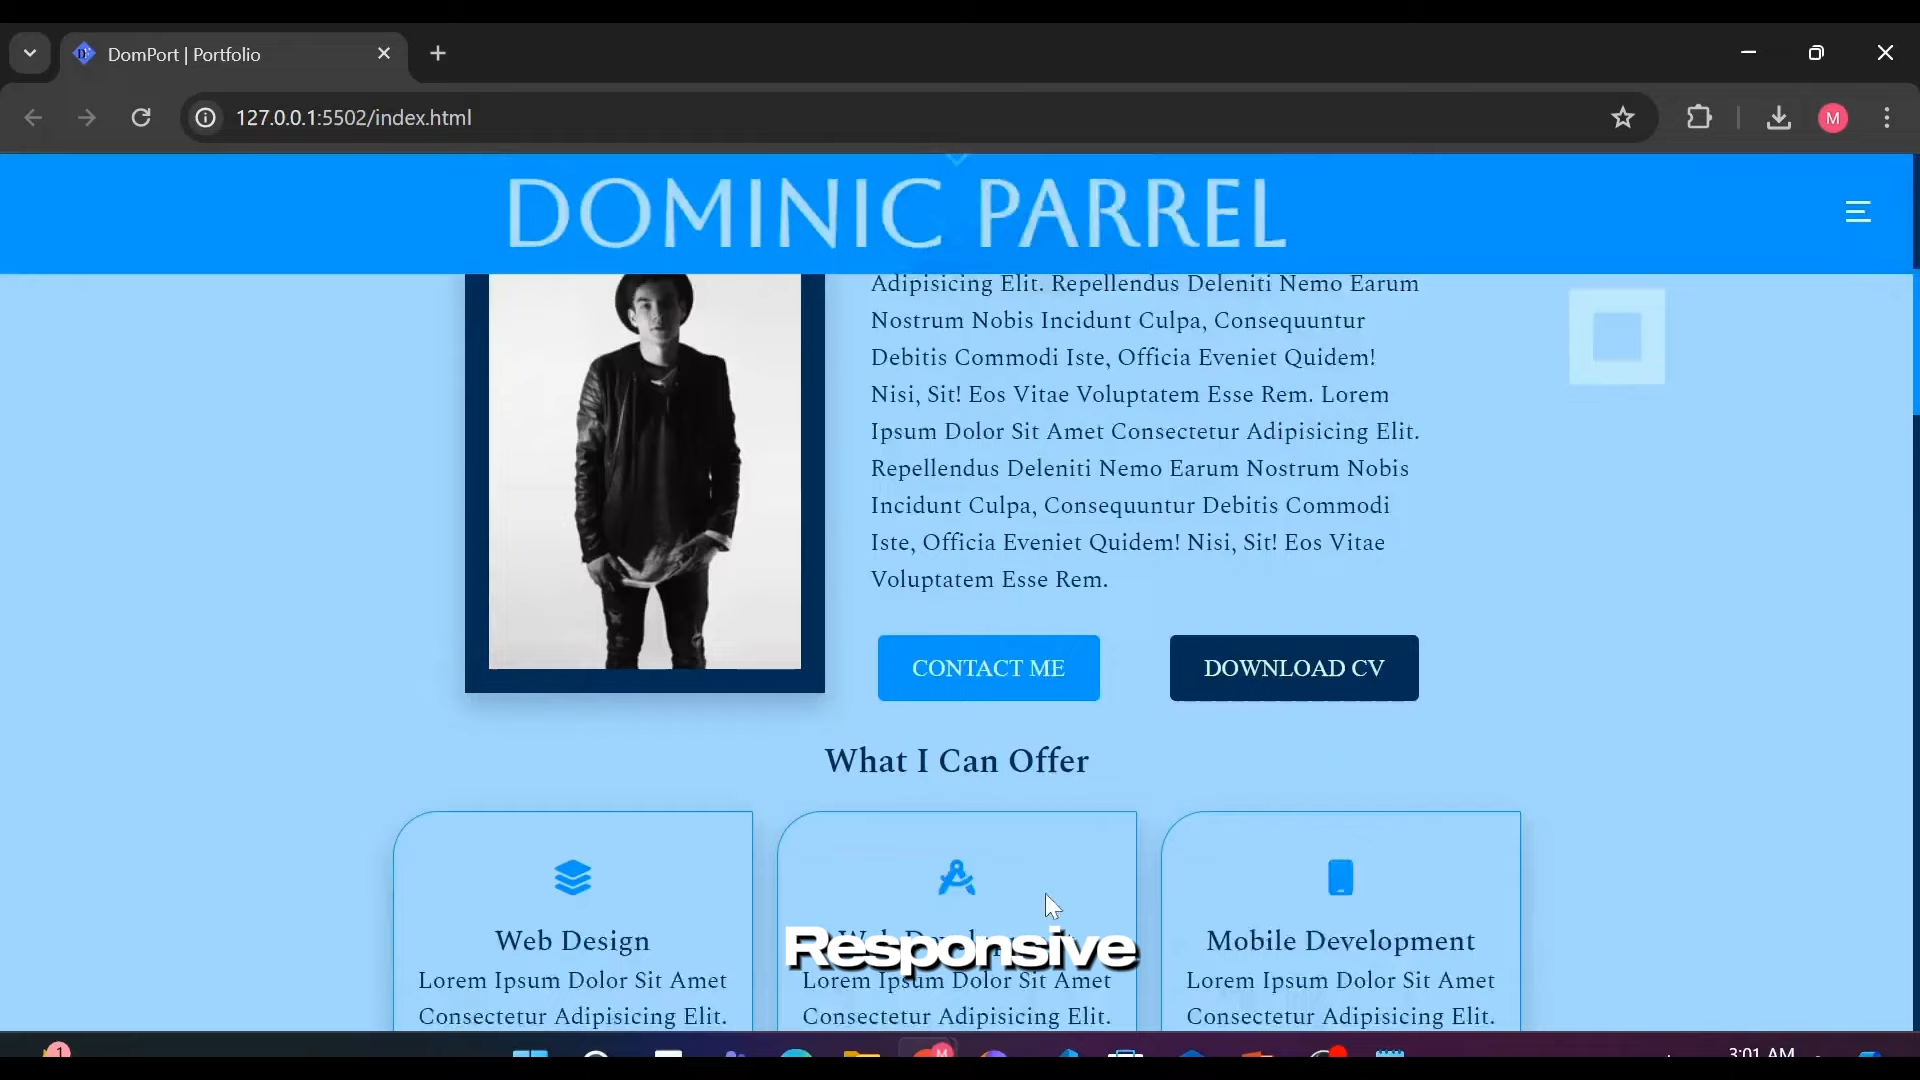 DomPort | Portfolio
127.0.0.1:5502/index.html
M
DOMINIC PARREL
Adipisicing Elit. Repellendus Deleniti Nemo Earum
Nostrum Nobis Incidunt Culpa, Consequuntur
Debitis Commodi Iste, Officia Eveniet Quidem!
Nisi, Sit! Eos Vitae Voluptatem Esse Rem. Lorem
Ipsum Dolor Sit Amet Consectetur Adipisicing Elit.
Repellendus Deleniti Nemo Earum Nostrum Nobis
Incidunt Culpa, Consequuntur Debitis Commodi
Iste, Officia Eveniet Quidem! Nisi, Sit! Eos Vitae
Voluptatem Esse Rem.
CONTACT ME
DOWNLOAD CV
What I Can Offer
Web Design
Lorem Ipsum Dolor Sit Amet
Consectetur Adipisicing Elit.
Responsive
Lorem Ipsum Dolor Sit Amet
Consectetur Adipisicing Elit.
Mobile Development
Lorem Ipsum Dolor Sit Amet
Consectetur Adipisicing Elit.
1
M
3:01 AM